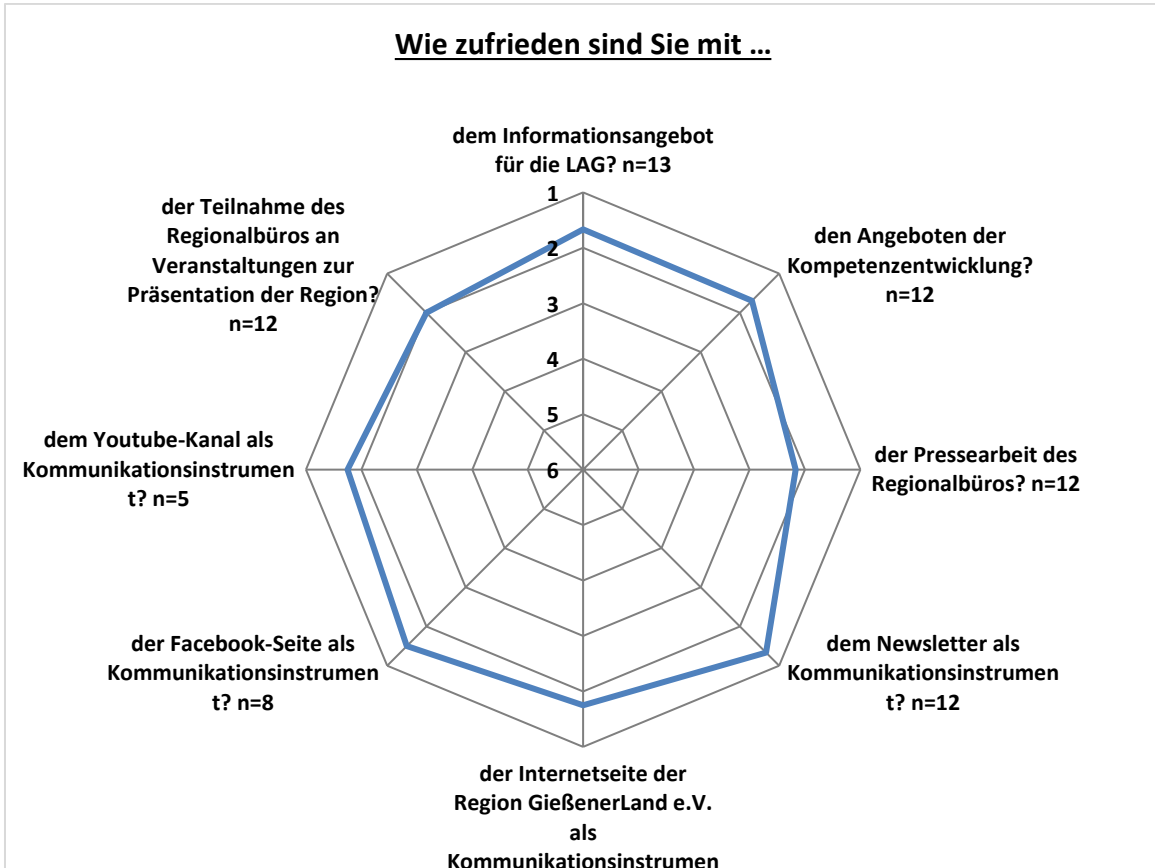 Wie zufrieden sind Sie mit …
dem Informationsangebot
für die LAG? n=13
den Angeboten der
Kompetenzentwicklung?
n=12
der Pressearbeit des
Regionalbüros? n=12
dem Newsletter als
Kommunikationsinstrumen
t? n=12
der Internetseite der
Region GießenerLand e.V.
als
Kommunikationsinstrumen
der Facebook-Seite als
Kommunikationsinstrumen
t? n=8
dem Youtube-Kanal als
Kommunikationsinstrumen
t? n=5
der Teilnahme des
Regionalbüros an
Veranstaltungen zur
Präsentation der Region?
n=12
1
2
3
4
5
6